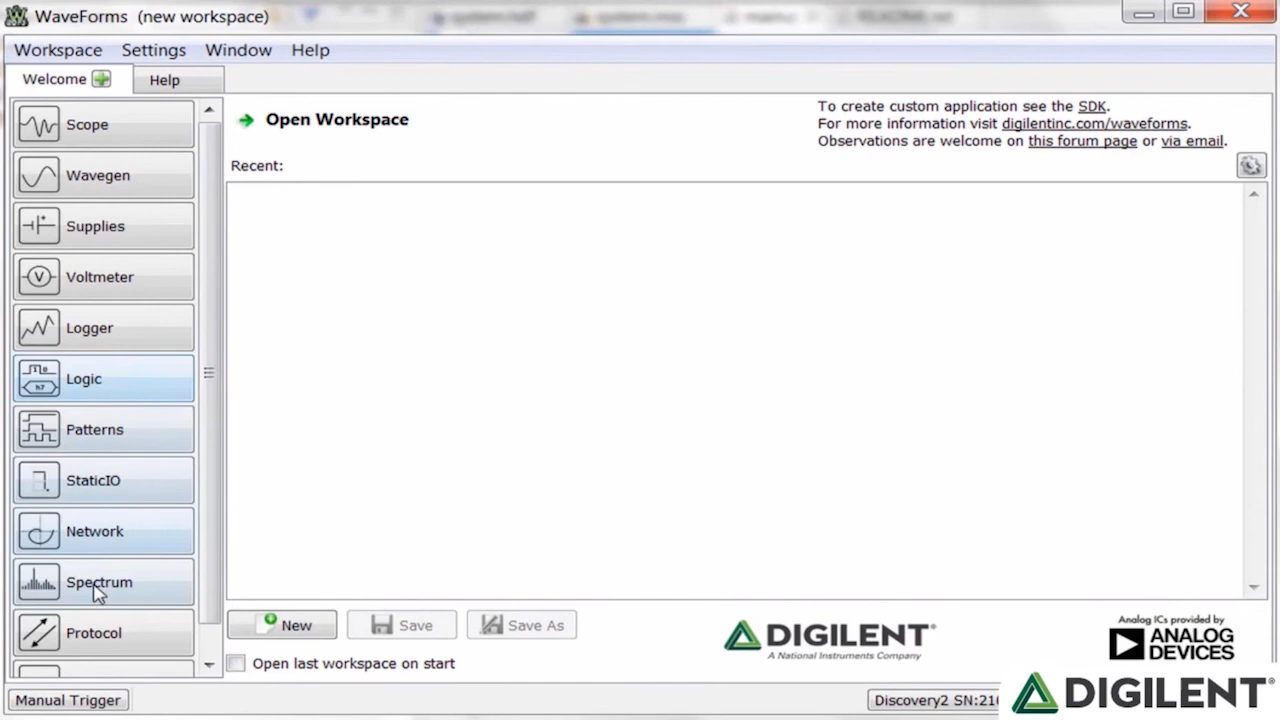 WaveForms (new workspace)
Workspace Settings Window Help
Welcome Help
Scope
Wavegen
Supplies
Voltmeter
Logger
Logic
h7
Patterns
StaticIO
Network
Spectrum
Protocol
Open Workspace
To create custom application see the SDK.
For more information visit digilentinc.com/waveforms.
Observations are welcome on this forum page or via email.
Recent:
New Save Save As
Open last workspace on start
DIGILENT
A National Instruments Company
Analog ICs provided by
ANALOG
DEVICES
Manual Trigger
Discovery2 SN:210
DIGILENT®